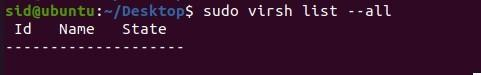 sid@ubuntu:~/Desktop$ sudo virsh list --all
 Id   Name   State
--------------------